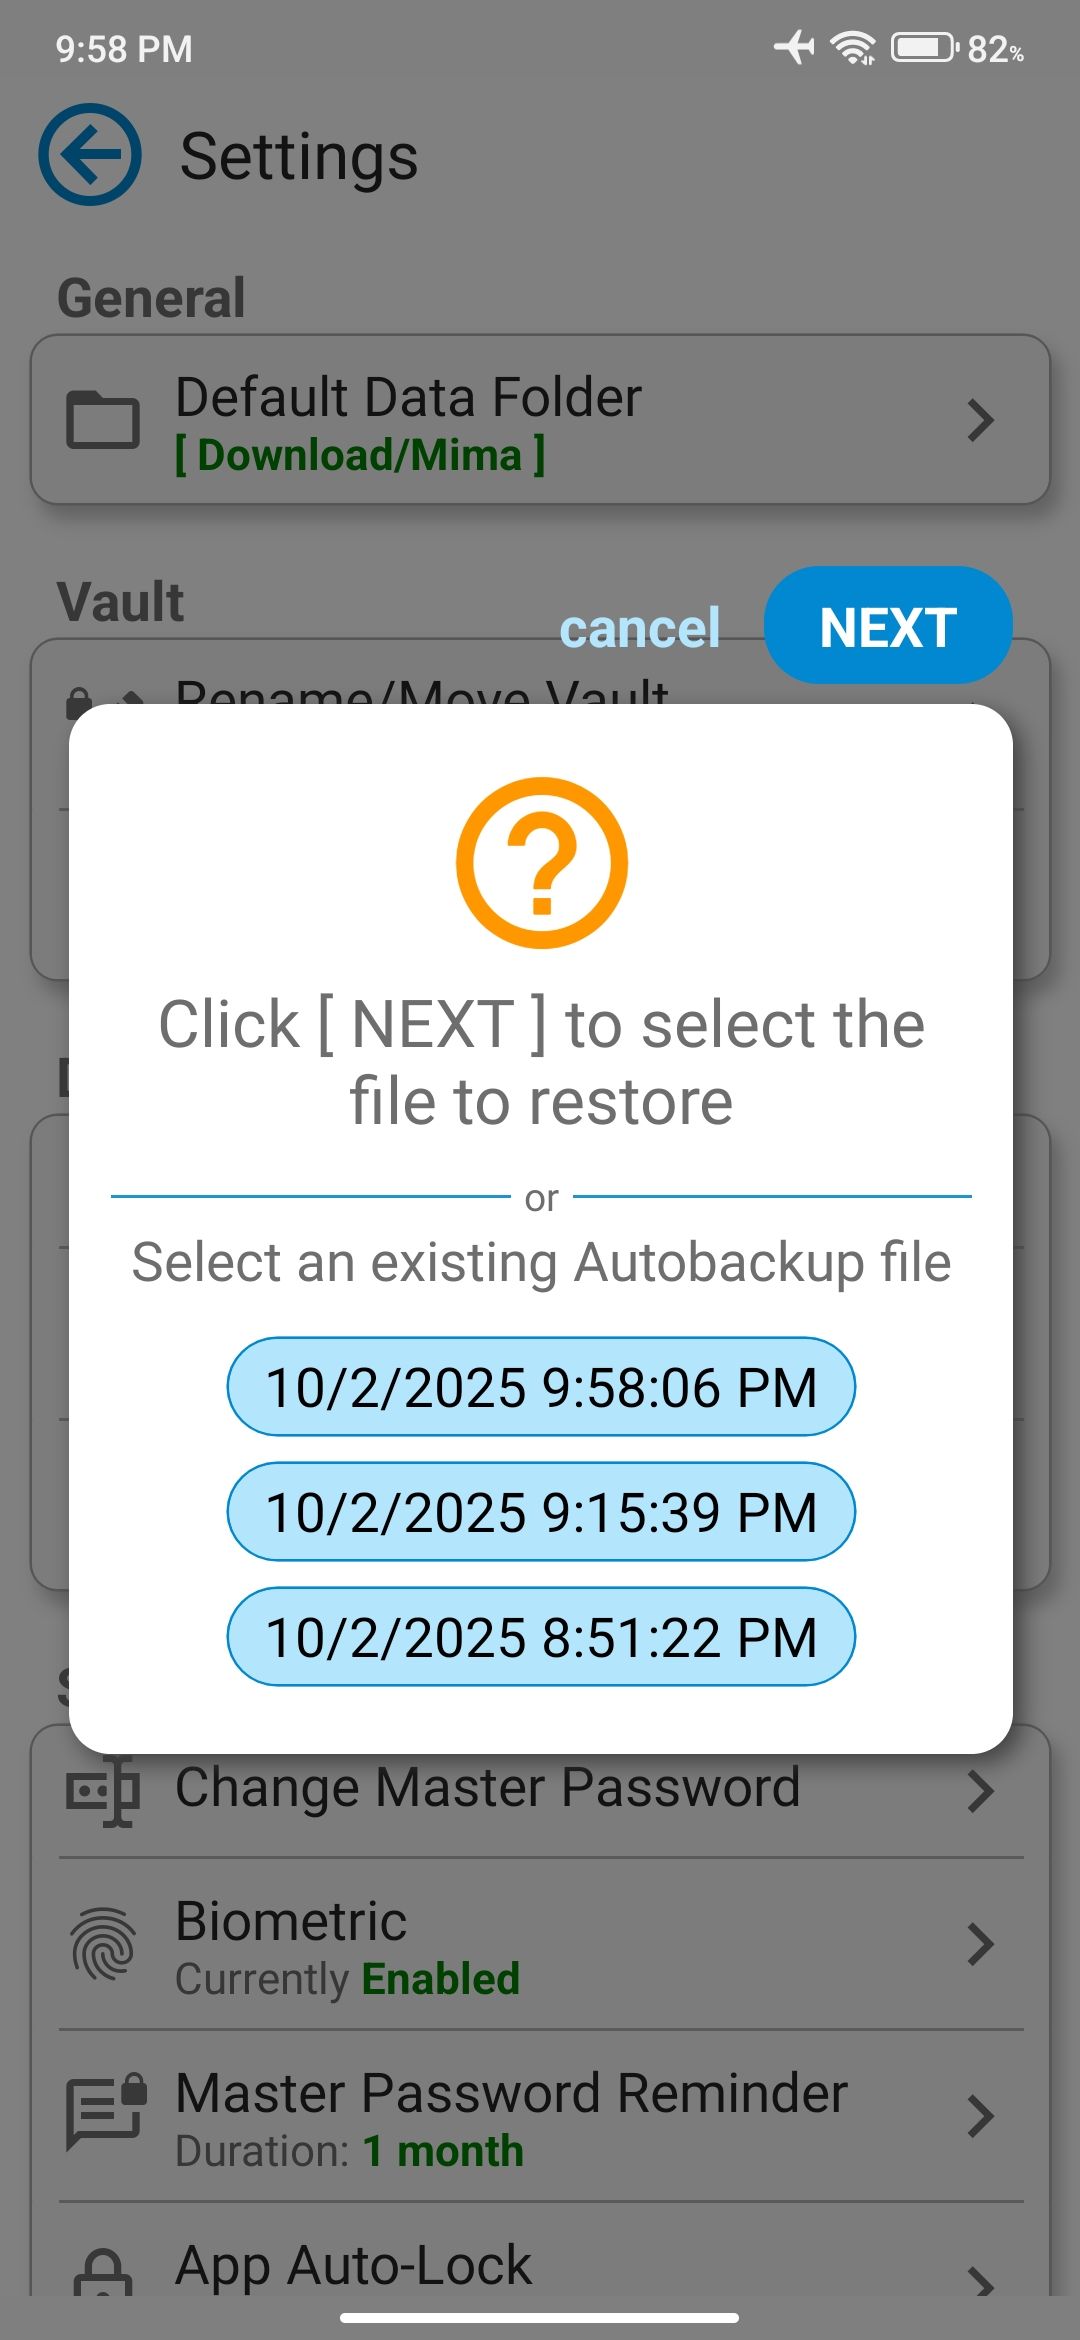 9:58 PM
82%
Settings
General
Default Data Folder
[ Download/Mima ]
Vault
cancel
NEXT
Rename/Move Vault
Click [ NEXT ] to select the
file to restore
or
Select an existing Autobackup file
10/2/2025 9:58:06 PM
10/2/2025 9:15:39 PM
10/2/2025 8:51:22 PM
Change Master Password
Biometric
Currently Enabled
Master Password Reminder
Duration: 1 month
App Auto-Lock